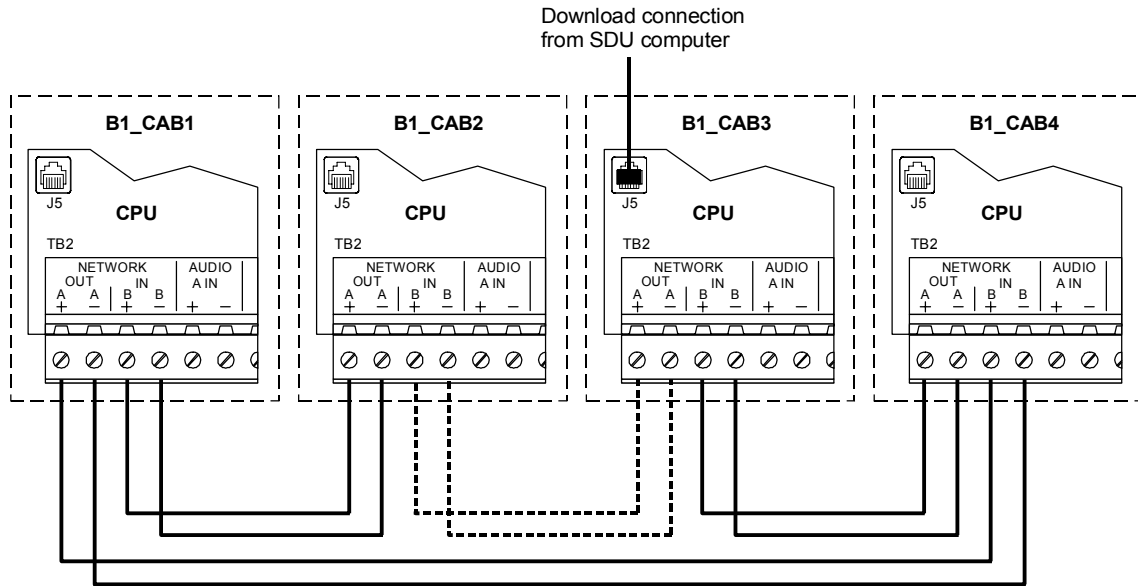 Download connection
from SDU computer
B1_CAB1
J5
CPU
TB2
NETWORK
AUDIO
OUT
IN
A IN
A
A
B
B
+
−
+
−
+
−
B1_CAB2
J5
CPU
TB2
NETWORK
AUDIO
OUT
IN
A IN
A
A
B
B
+
−
+
−
+
−
B1_CAB3
J5
CPU
TB2
NETWORK
AUDIO
OUT
IN
A IN
A
A
B
B
+
−
+
−
+
−
B1_CAB4
J5
CPU
TB2
NETWORK
AUDIO
OUT
IN
A IN
A
A
B
B
+
−
+
−
+
−